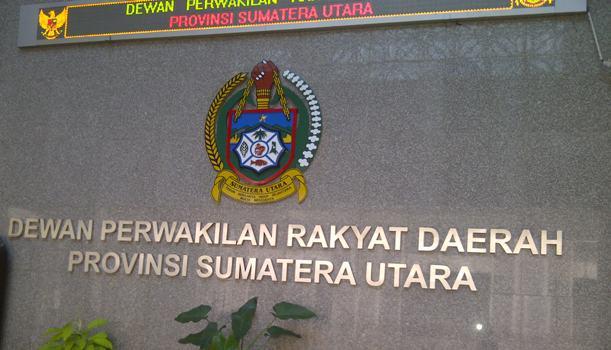 DEWAN PERWAKILAN
PROVINSI SUMATERA UTARA
SUMATERA UTARA
DEWAN PERWAKILAN RAKYAT DAERAH
PROVINSI SUMATERA UTARA